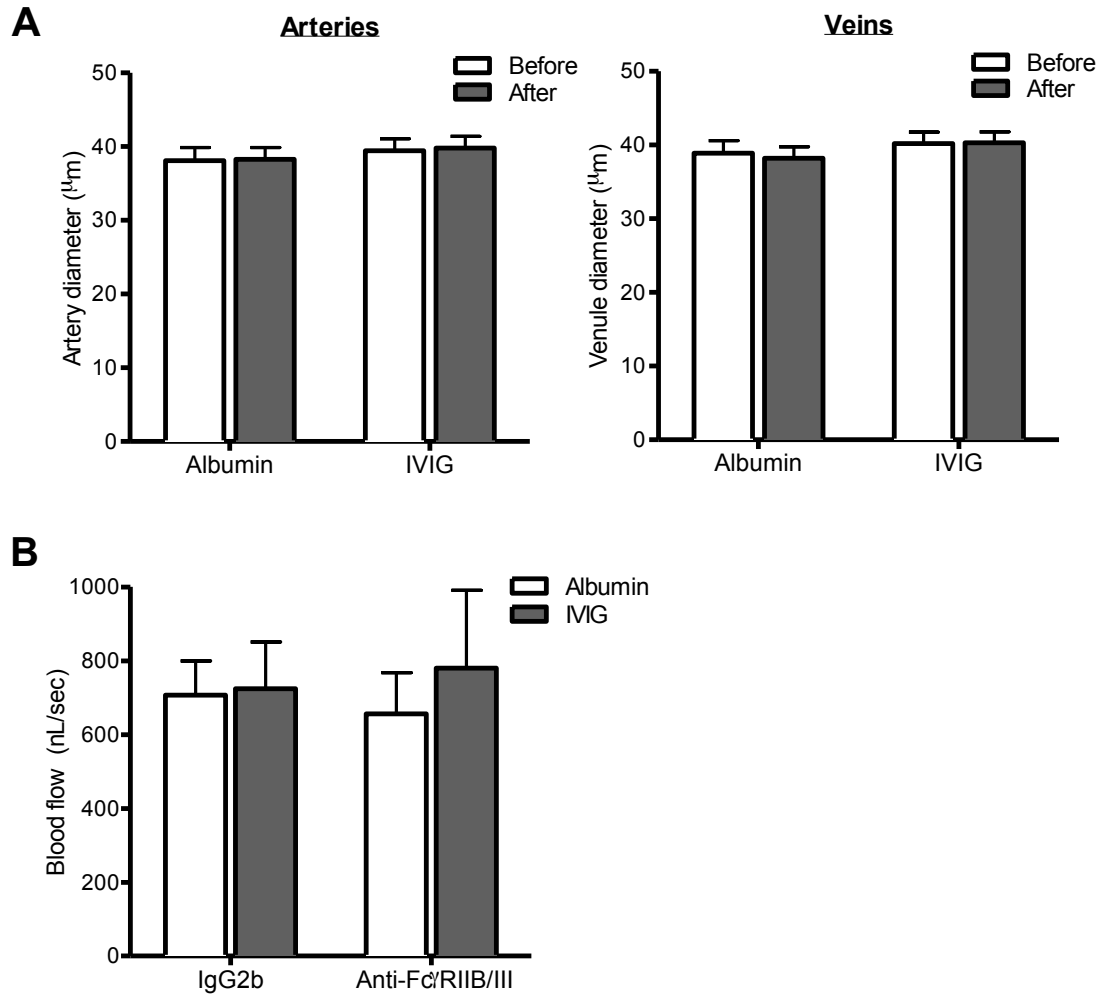 A
Arteries
Before
After
50
40
30
20
10
0
Artery diameter (µm)
Albumin
IVIG
Veins
Before
After
50
40
30
20
10
0
Venule diameter (µm)
Albumin
IVIG
B
Albumin
IVIG
1000
800
600
400
200
0
Blood flow (nL/sec)
IgG2b
Anti-FcγRIIB/III